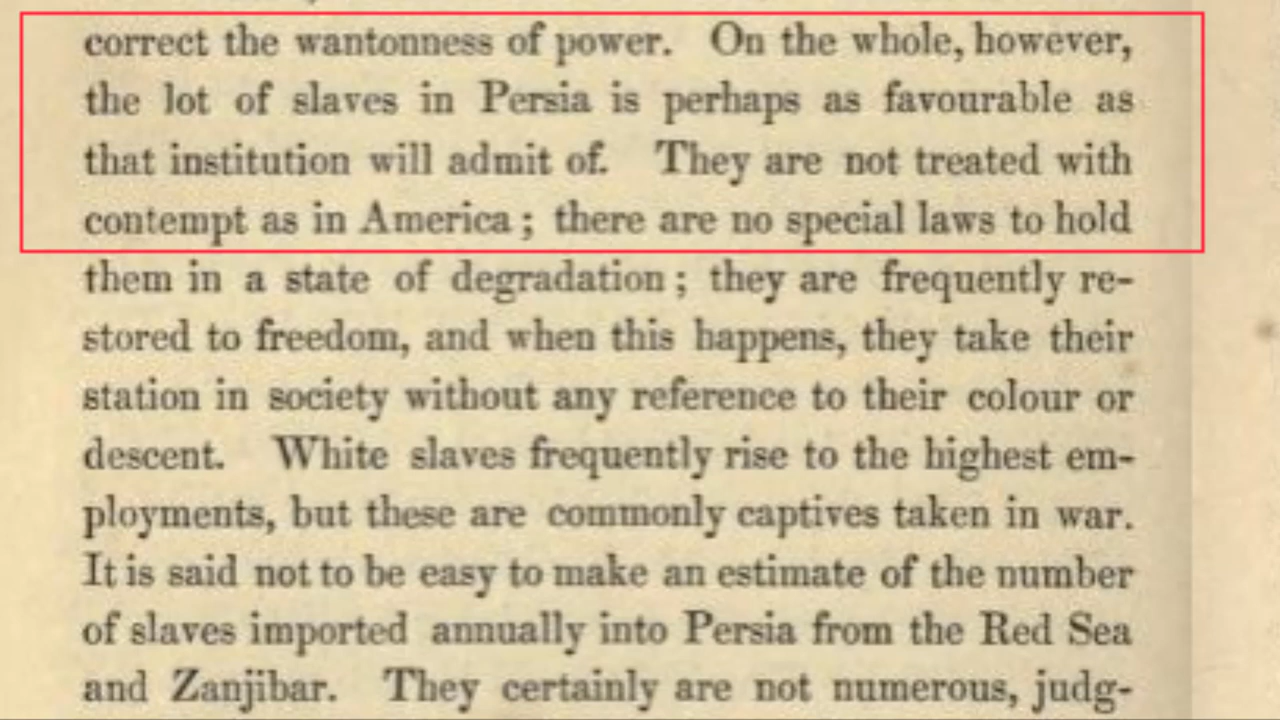 correct the wantonness of power. On the whole, however,
the lot of slaves in Persia is perhaps as favourable as
that institution will admit of. They are not treated with
contempt as in America; there are no special laws to hold
them in a state of degradation; they are frequently re-
stored to freedom, and when this happens, they take their
station in society without any reference to their colour or
descent. White slaves frequently rise to the highest em-
ployments, but these are commonly captives taken in war.
It is said not to be easy to make an estimate of the number
of slaves imported annually into Persia from the Red Sea
and Zanjibar. They certainly are not numerous, judg-